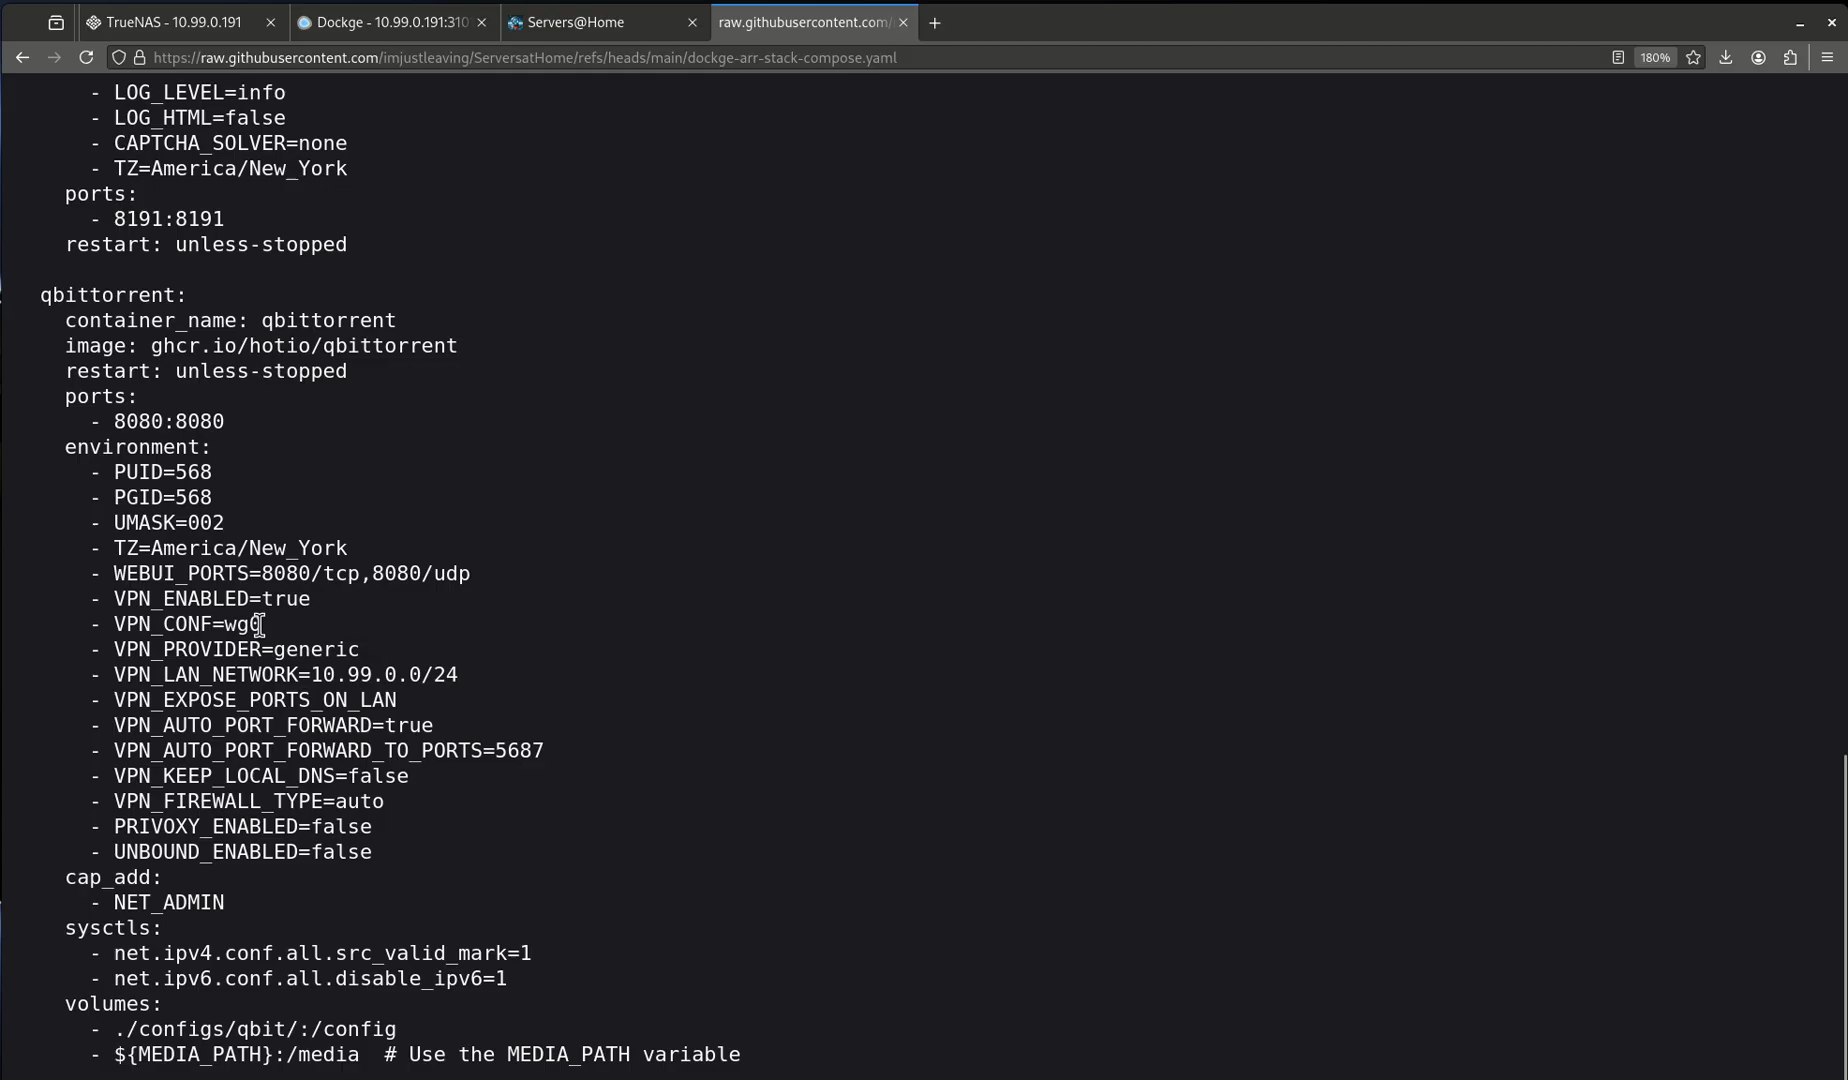 TrueNAS - 10.99.0.191
Dockge - 10.99.0.191:310
Servers@Home
raw.githubusercontent.com/
https://raw.githubusercontent.com/imjustleaving/ServersatHome/refs/heads/main/dockge-arr-stack-compose.yaml
180%
- LOG_LEVEL=info
- LOG_HTML=false
- CAPTCHA_SOLVER=none
- TZ=America/New_York
ports:
- 8191:8191
restart: unless-stopped
qbittorrent:
container_name: qbittorrent
image: ghcr.io/hotio/qbittorrent
restart: unless-stopped
ports:
- 8080:8080
environment:
- PUID=568
- PGID=568
- UMASK=002
- TZ=America/New_York
- WEBUI_PORTS=8080/tcp,8080/udp
- VPN_ENABLED=true
- VPN_CONF=wg0
- VPN_PROVIDER=generic
- VPN_LAN_NETWORK=10.99.0.0/24
- VPN_EXPOSE_PORTS_ON_LAN
- VPN_AUTO_PORT_FORWARD=true
- VPN_AUTO_PORT_FORWARD_TO_PORTS=5687
- VPN_KEEP_LOCAL_DNS=false
- VPN_FIREWALL_TYPE=auto
- PRIVOXY_ENABLED=false
- UNBOUND_ENABLED=false
cap_add:
- NET_ADMIN
sysctls:
- net.ipv4.conf.all.src_valid_mark=1
- net.ipv6.conf.all.disable_ipv6=1
volumes:
- ./configs/qbit/:/config
- ${MEDIA_PATH}:/media  # Use the MEDIA_PATH variable